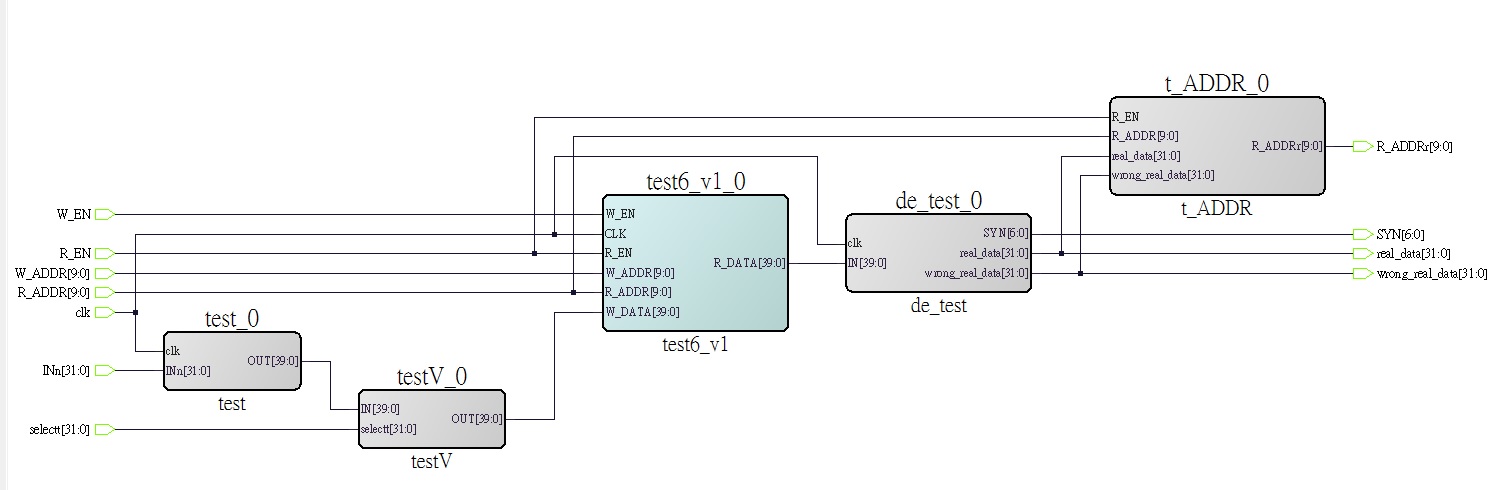 t_ADDR_0
R_EN
R_ADDR[9:0]
real_data[31:0]
wrong_real_data[31:0]
R_ADDRr[9:0]
R_ADDRr[9:0]
t_ADDR
test6_v1_0
W_EN
CLK
R_EN
W_ADDR[9:0]
R_ADDR[9:0]
W_DATA[39:0]
R_DATA[39:0]
test6_v1
de_test_0
clk
IN[39:0]
SYN[6:0]
real_data[31:0]
wrong_real_data[31:0]
de_test
SYN[6:0]
real_data[31:0]
wrong_real_data[31:0]
W_EN
R_EN
W_ADDR[9:0]
R_ADDR[9:0]
clk
INn[31:0]
selectt[31:0]
test_0
clk
INn[31:0]
OUT[39:0]
test
testV_0
IN[39:0]
selectt[31:0]
OUT[39:0]
testV